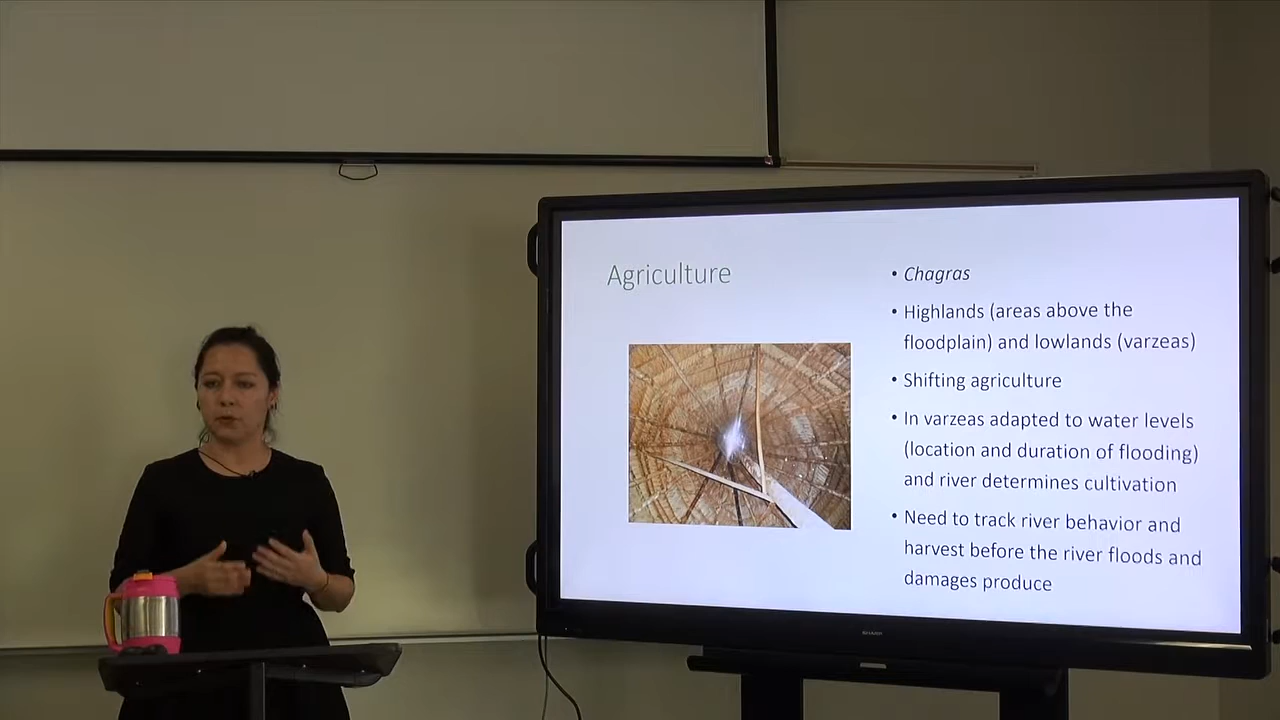 Agriculture
• Chagras
• Highlands (areas above the
floodplain) and lowlands (varzeas)
• Shifting agriculture
• In varzeas adapted to water levels
(location and duration of flooding)
and river determines cultivation
• Need to track river behavior and
harvest before the river floods and
damages produce
SHARP